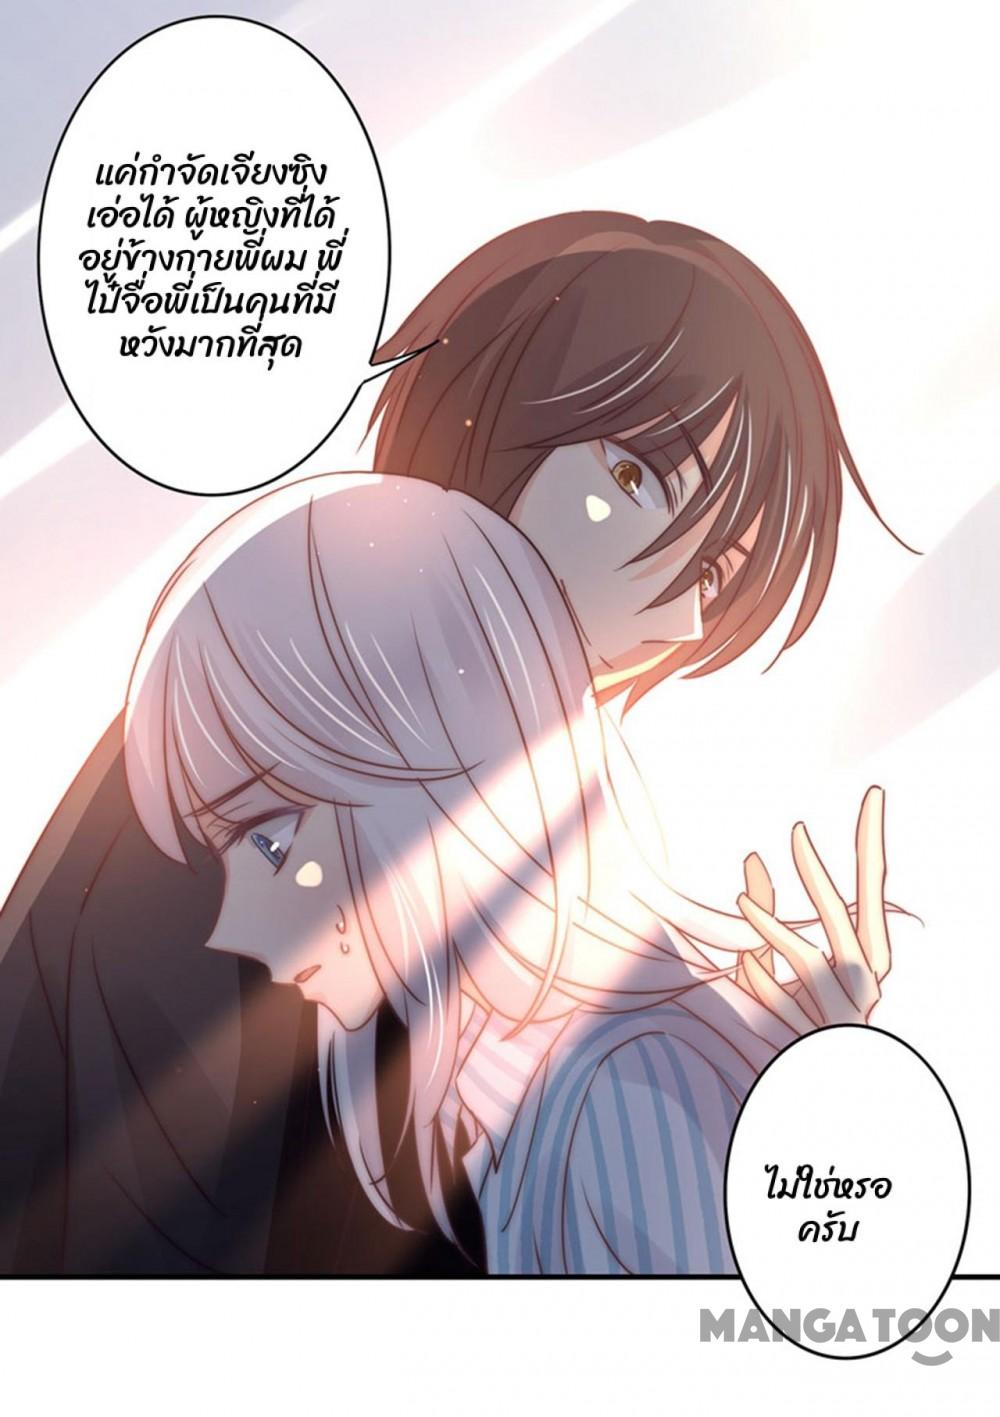 แค่กำจัดเจียงซิง
เอ่อได้ ผู้หญิงที่ได้
อยู่ข้างกายพี่ผม พี่
ไป๋จื่อพี่เป็นคนที่มี
หวังมากที่สุด
ไม่ใช่หรอ
ครับ
MANGATOON